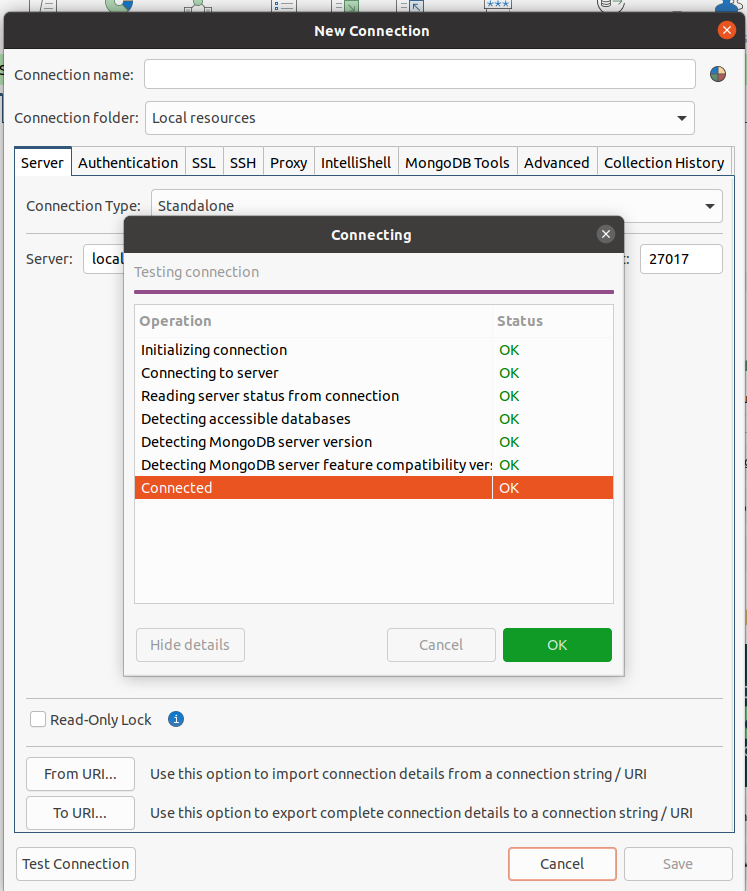 New Connection
Connection name:
Connection folder: Local resources
Server Authentication SSL SSH Proxy IntelliShell MongoDB Tools Advanced Collection History
Connection Type: Standalone
Server: local 27017
Connecting
Testing connection
Operation Status
Initializing connection OK
Connecting to server OK
Reading server status from connection OK
Detecting accessible databases OK
Detecting MongoDB server version OK
Detecting MongoDB server feature compatibility vers OK
Connected OK
Hide details Cancel OK
Read-Only Lock
From URI... Use this option to import connection details from a connection string / URI
To URI... Use this option to export complete connection details to a connection string / URI
Test Connection Cancel Save